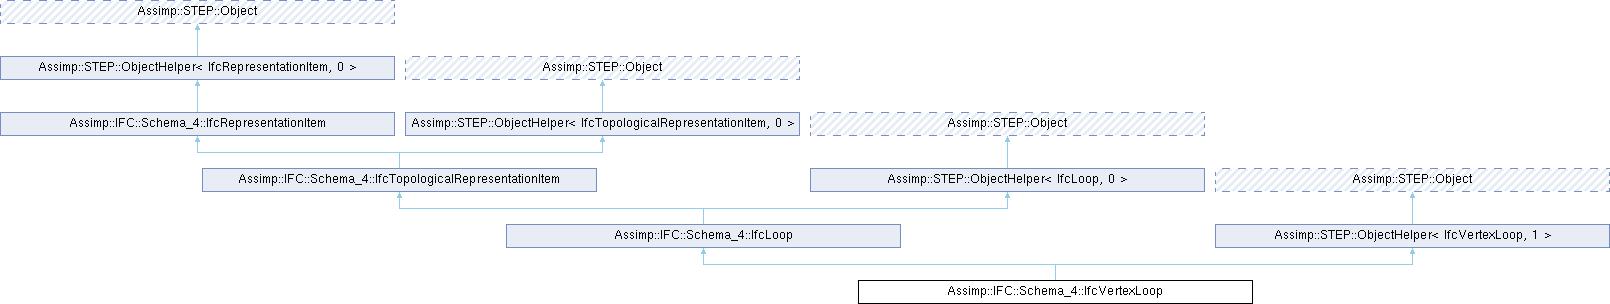 Assimp::STEP::Object
Assimp::STEP::ObjectHelper< IfcRepresentationItem, 0 >
Assimp::STEP::Object
Assimp::IFC::Schema_4::IfcRepresentationItem
Assimp::STEP::ObjectHelper< IfcTopologicalRepresentationItem, 0 >
Assimp::STEP::Object
Assimp::IFC::Schema_4::IfcTopologicalRepresentationItem
Assimp::STEP::ObjectHelper< IfcLoop, 0 >
Assimp::STEP::Object
Assimp::IFC::Schema_4::IfcLoop
Assimp::STEP::ObjectHelper< IfcVertexLoop, 1 >
Assimp::IFC::Schema_4::IfcVertexLoop